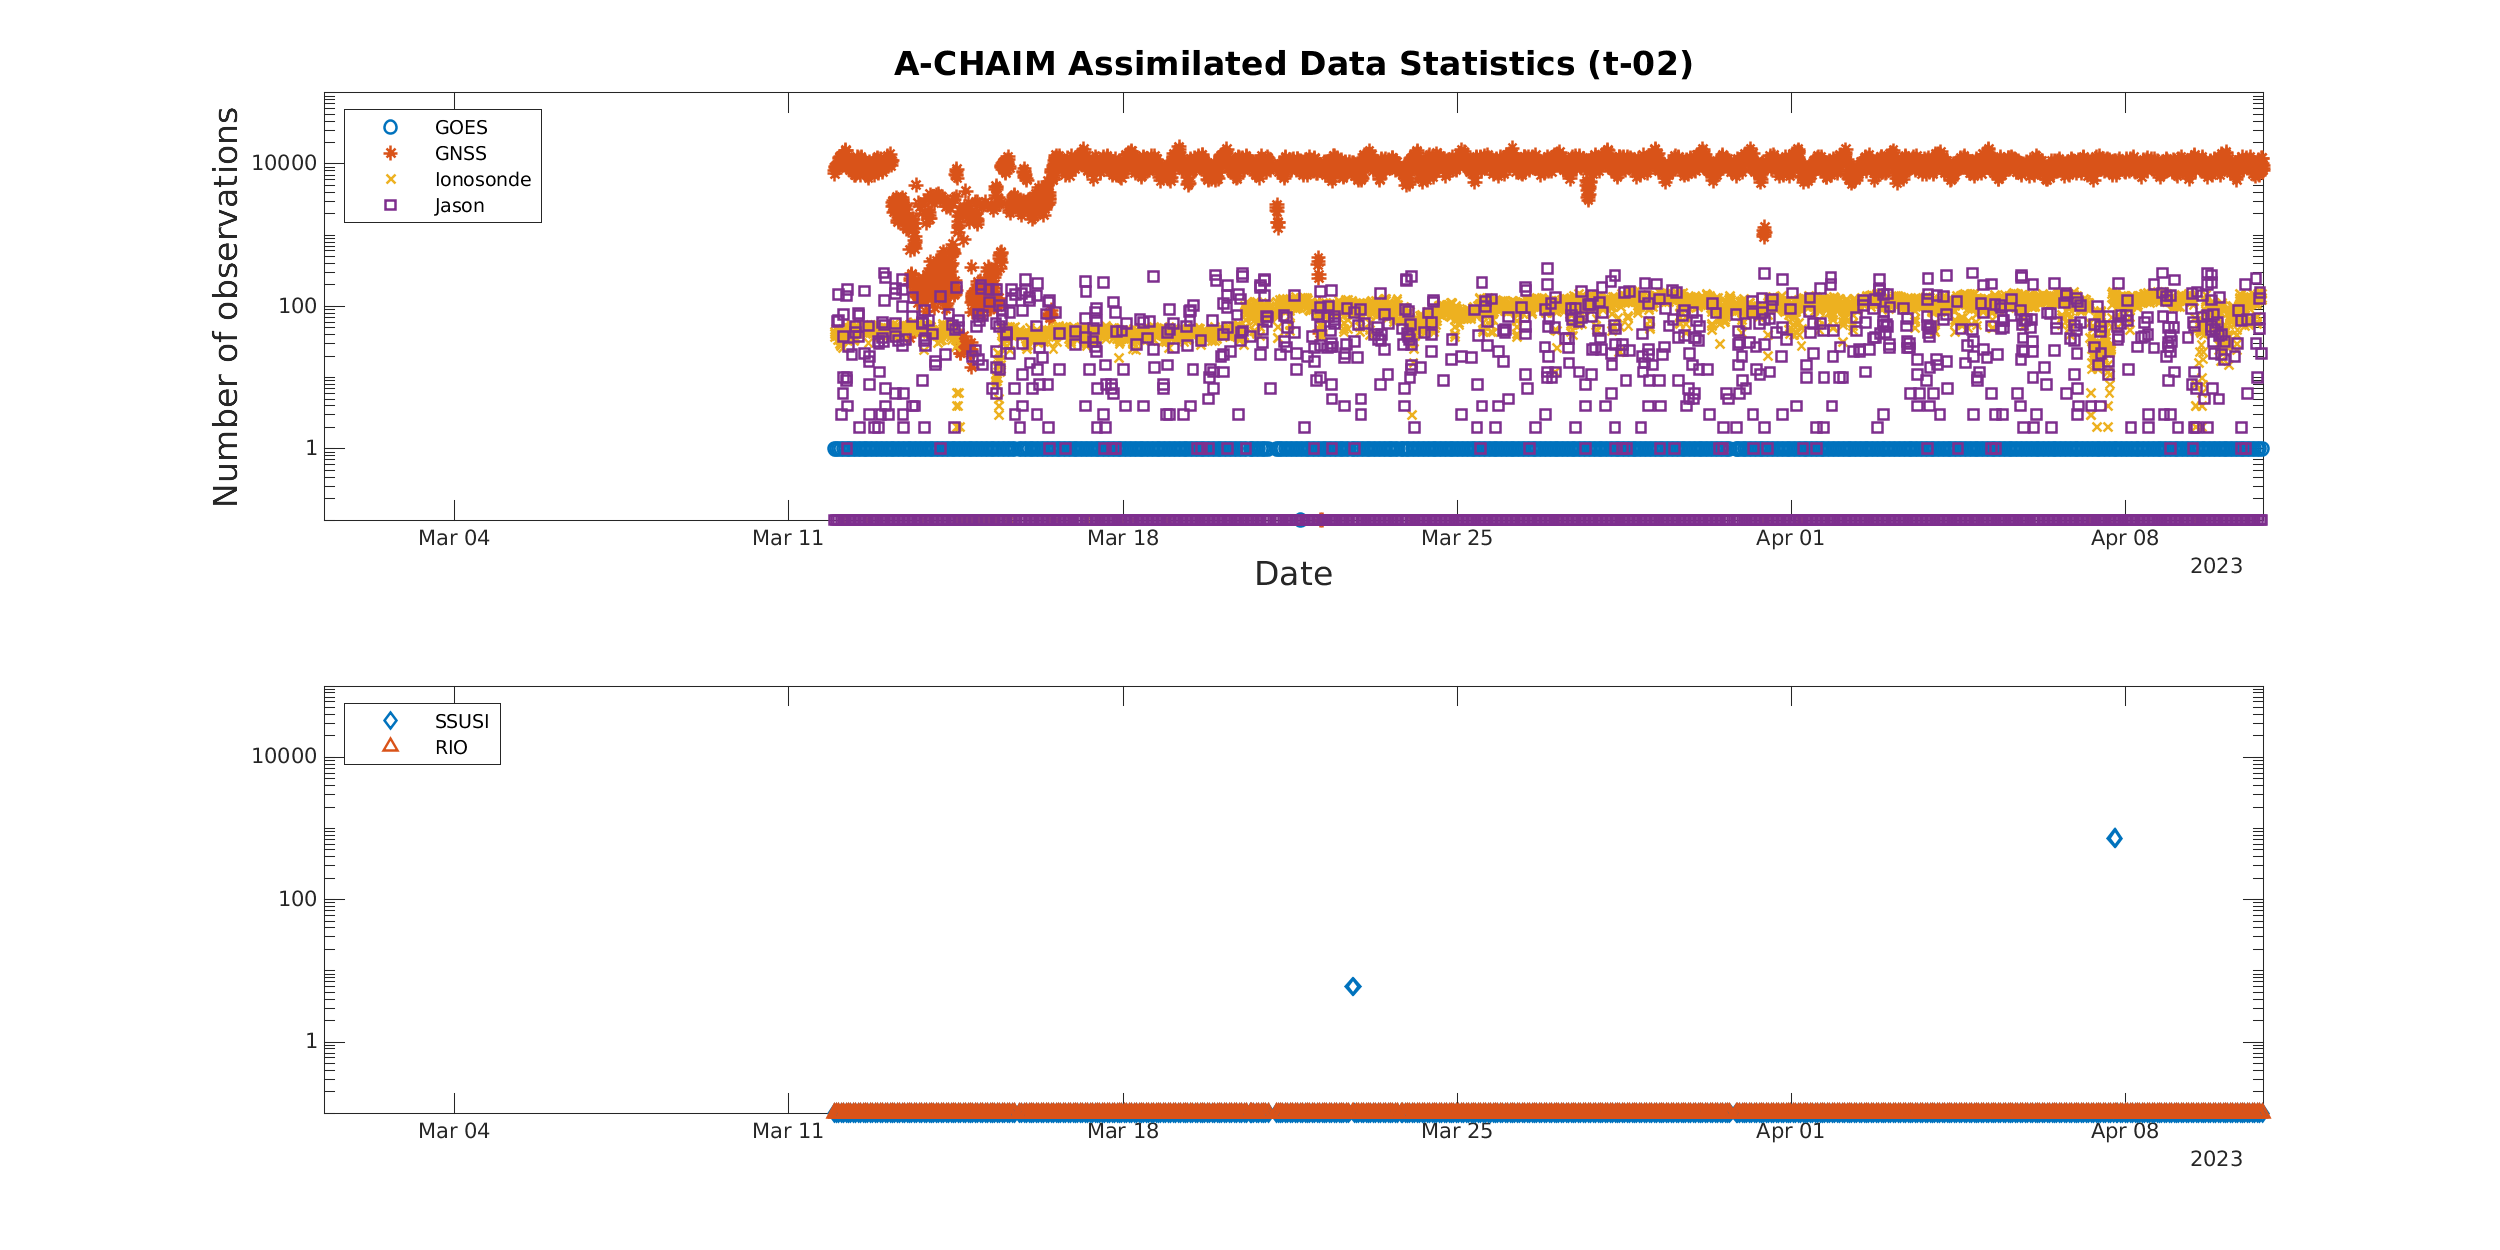 A-CHAIM Assimilated Data Statistics (t-02)
Number of observations
GOES
GNSS
Ionosonde
Jason
10000
100
1
Mar 04
Mar 11
Mar 18
Mar 25
Apr 01
Apr 08
2023
Date
SSUSI
RIO
10000
100
1
Mar 04
Mar 11
Mar 18
Mar 25
Apr 01
Apr 08
2023